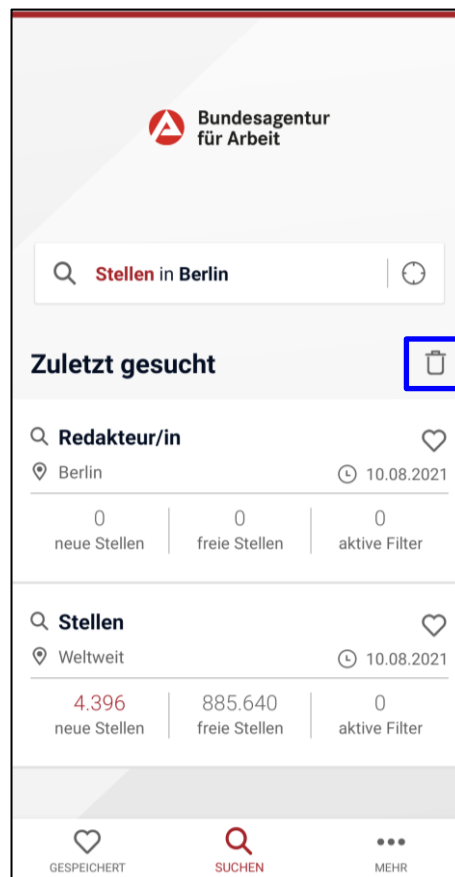 Bundesagentur
für Arbeit
Stellen in Berlin
Zuletzt gesucht
Redakteur/in
Berlin
10.08.2021
0
0
0
neue Stellen
freie Stellen
aktive Filter
Stellen
Weltweit
10.08.2021
4.396
885.640
0
neue Stellen
freie Stellen
aktive Filter
GESPEICHERT
SUCHEN
MEHR